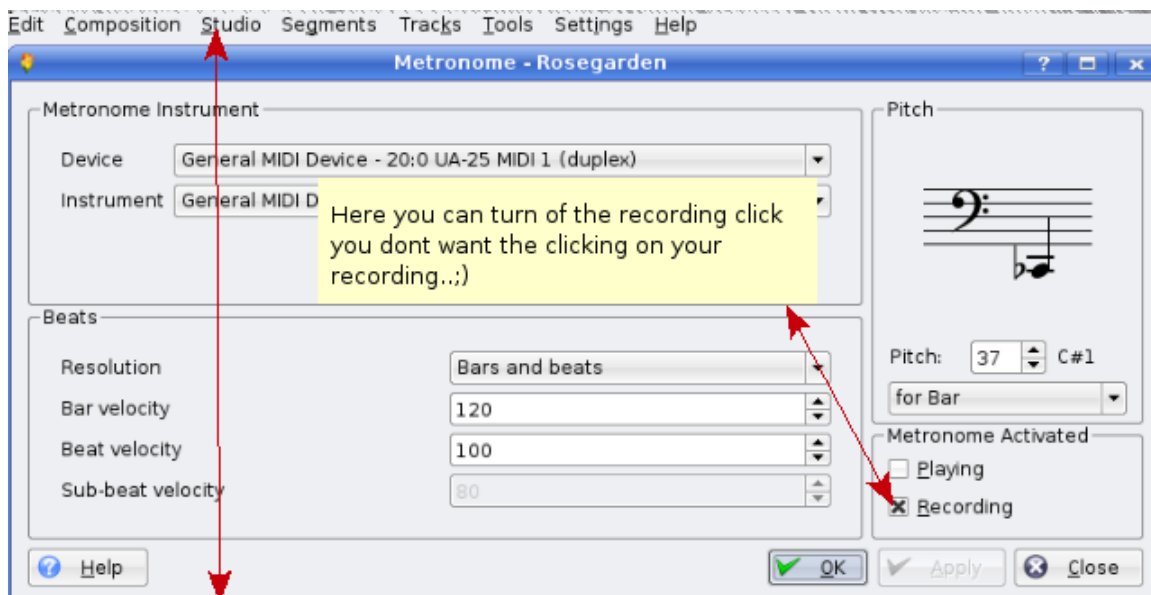 Edit Composition Studio Segments Tracks Tools Settings Help
Metronome - Rosegarden
Metronome Instrument
Device General MIDI Device - 20:0 UA-25 MIDI 1 (duplex)
Instrument General MIDI D
Here you can turn of the recording click
you dont want the clicking on your
recording..;)
Beats
Resolution Bars and beats
Bar velocity 120
Beat velocity 100
Sub-beat velocity 80
Pitch
Pitch: 37 C#1
for Bar
Metronome Activated
Playing
Recording
Help OK Apply Close